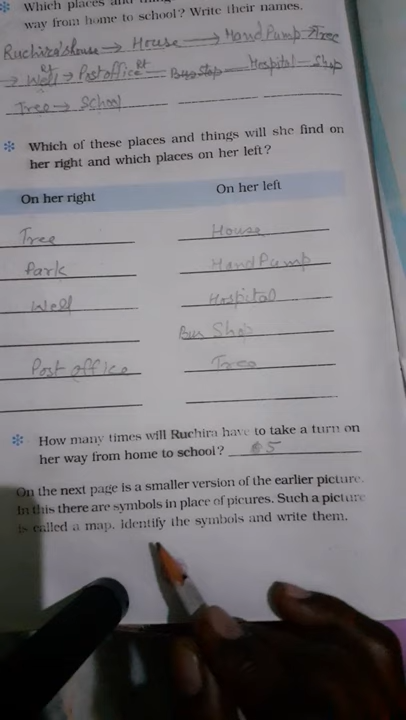 * Which places and thing
way from home to school? Write their names.
Ruchira's house → House → Hand Pump → Tree
→ Well → Post office — Bus Stop — Hospital — Shop
Tree → School
* Which of these places and things will she find on
her right and which places on her left?
On her right On her left
Tree House
Park Hand Pump
Well Hospital
Bus Shop
Post office Tree
* How many times will Ruchira have to take a turn on
her way from home to school? 5
On the next page is a smaller version of the earlier picture.
In this there are symbols in place of picures. Such a picture
is called a map. Identify the symbols and write them.